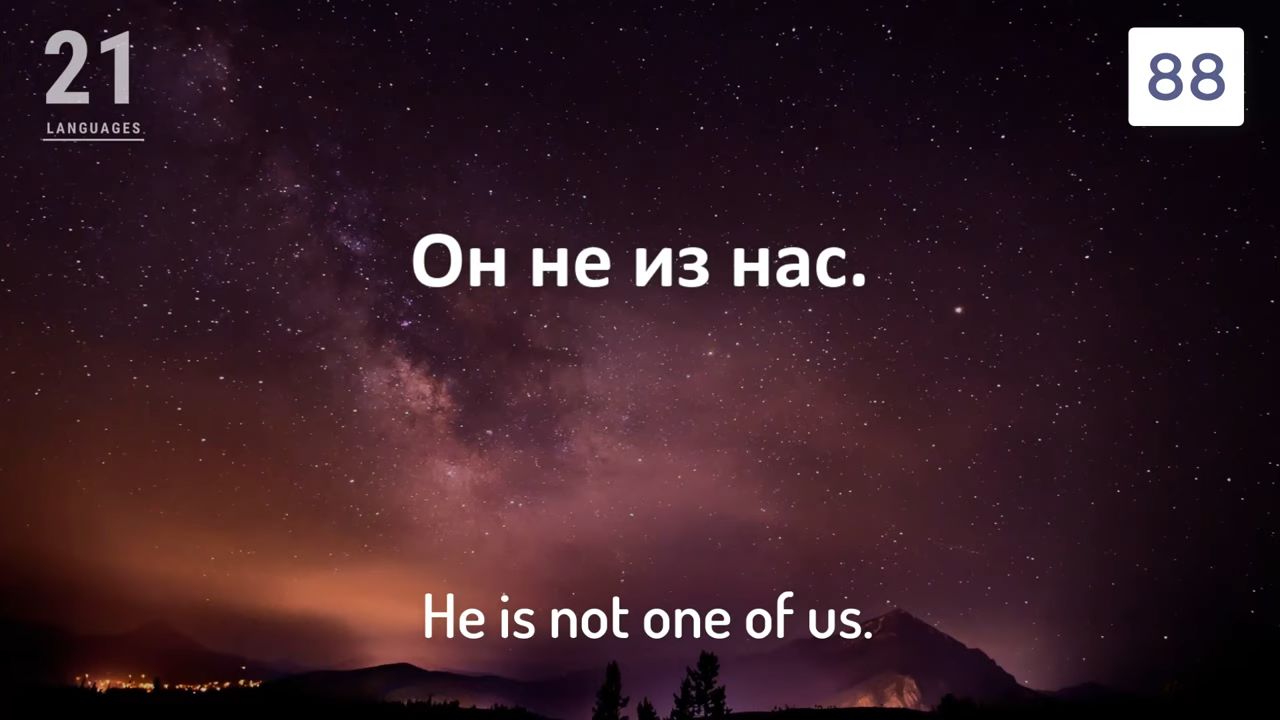 21
LANGUAGES
88
Он не из нас.
He is not one of us.